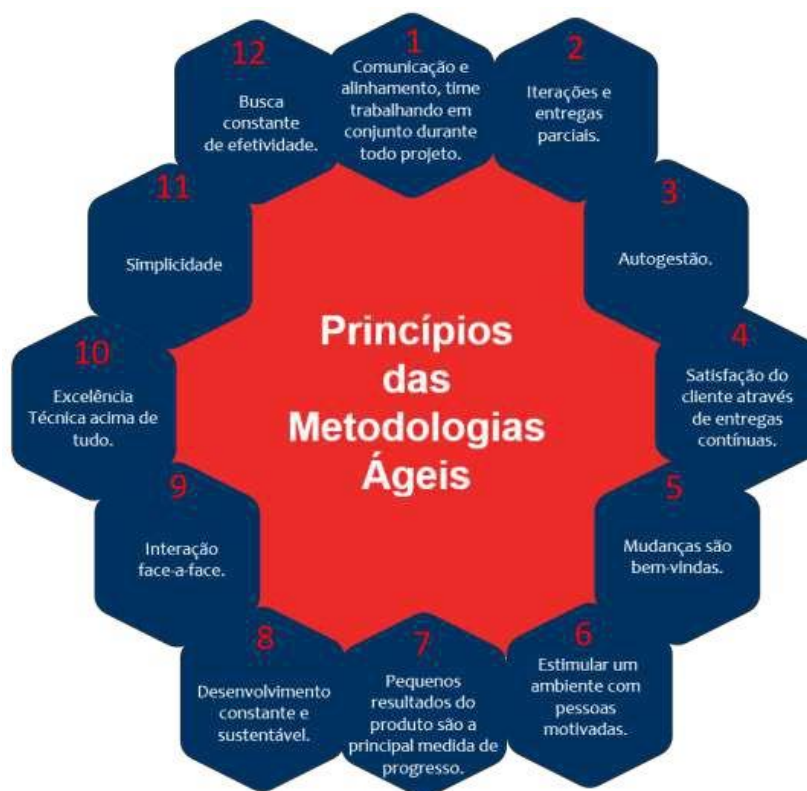 Princípios
das
Metodologias
Ágeis
1
Comunicação e
alinhamento, time
trabalhando em
conjunto durante
todo projeto.
2
Iterações e
entregas
parciais.
3
Autogestão.
4
Satisfação do
cliente através
de entregas
contínuas.
5
Mudanças são
bem-vindas.
6
Estimular um
ambiente com
pessoas
motivadas.
7
Pequenos
resultados do
produto são a
principal medida de
progresso.
8
Desenvolvimento
constante e
sustentável.
9
Interação
face-a-face.
10
Excelência
Técnica acima de
tudo.
11
Simplicidade
12
Busca
constante
de efetividade.